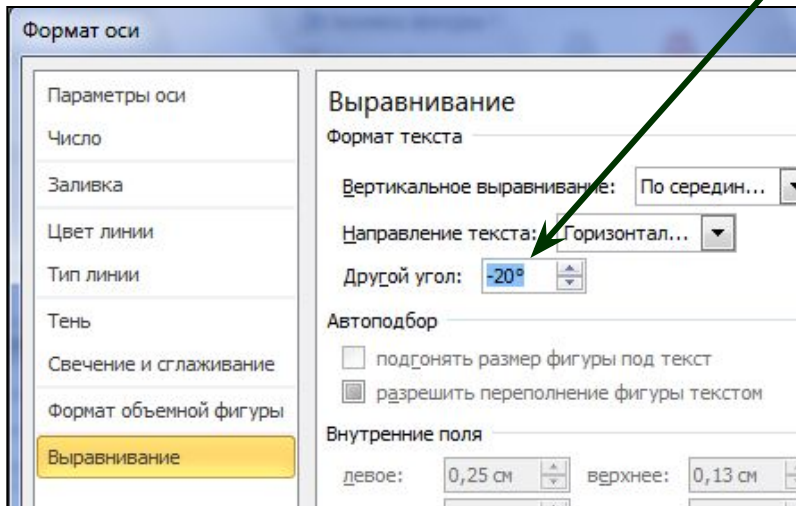 Формат оси
Параметры оси
Число
Заливка
Цвет линии
Тип линии
Тень
Свечение и сглаживание
Формат объемной фигуры
Выравнивание
Выравнивание
Формат текста
Вертикальное выравнивание: По середин...
Направление текста: Горизонтал...
Другой угол: -20°
Автоподбор
подгонять размер фигуры под текст
разрешить переполнение фигуры текстом
Внутренние поля
левое: 0,25 см верхнее: 0,13 см